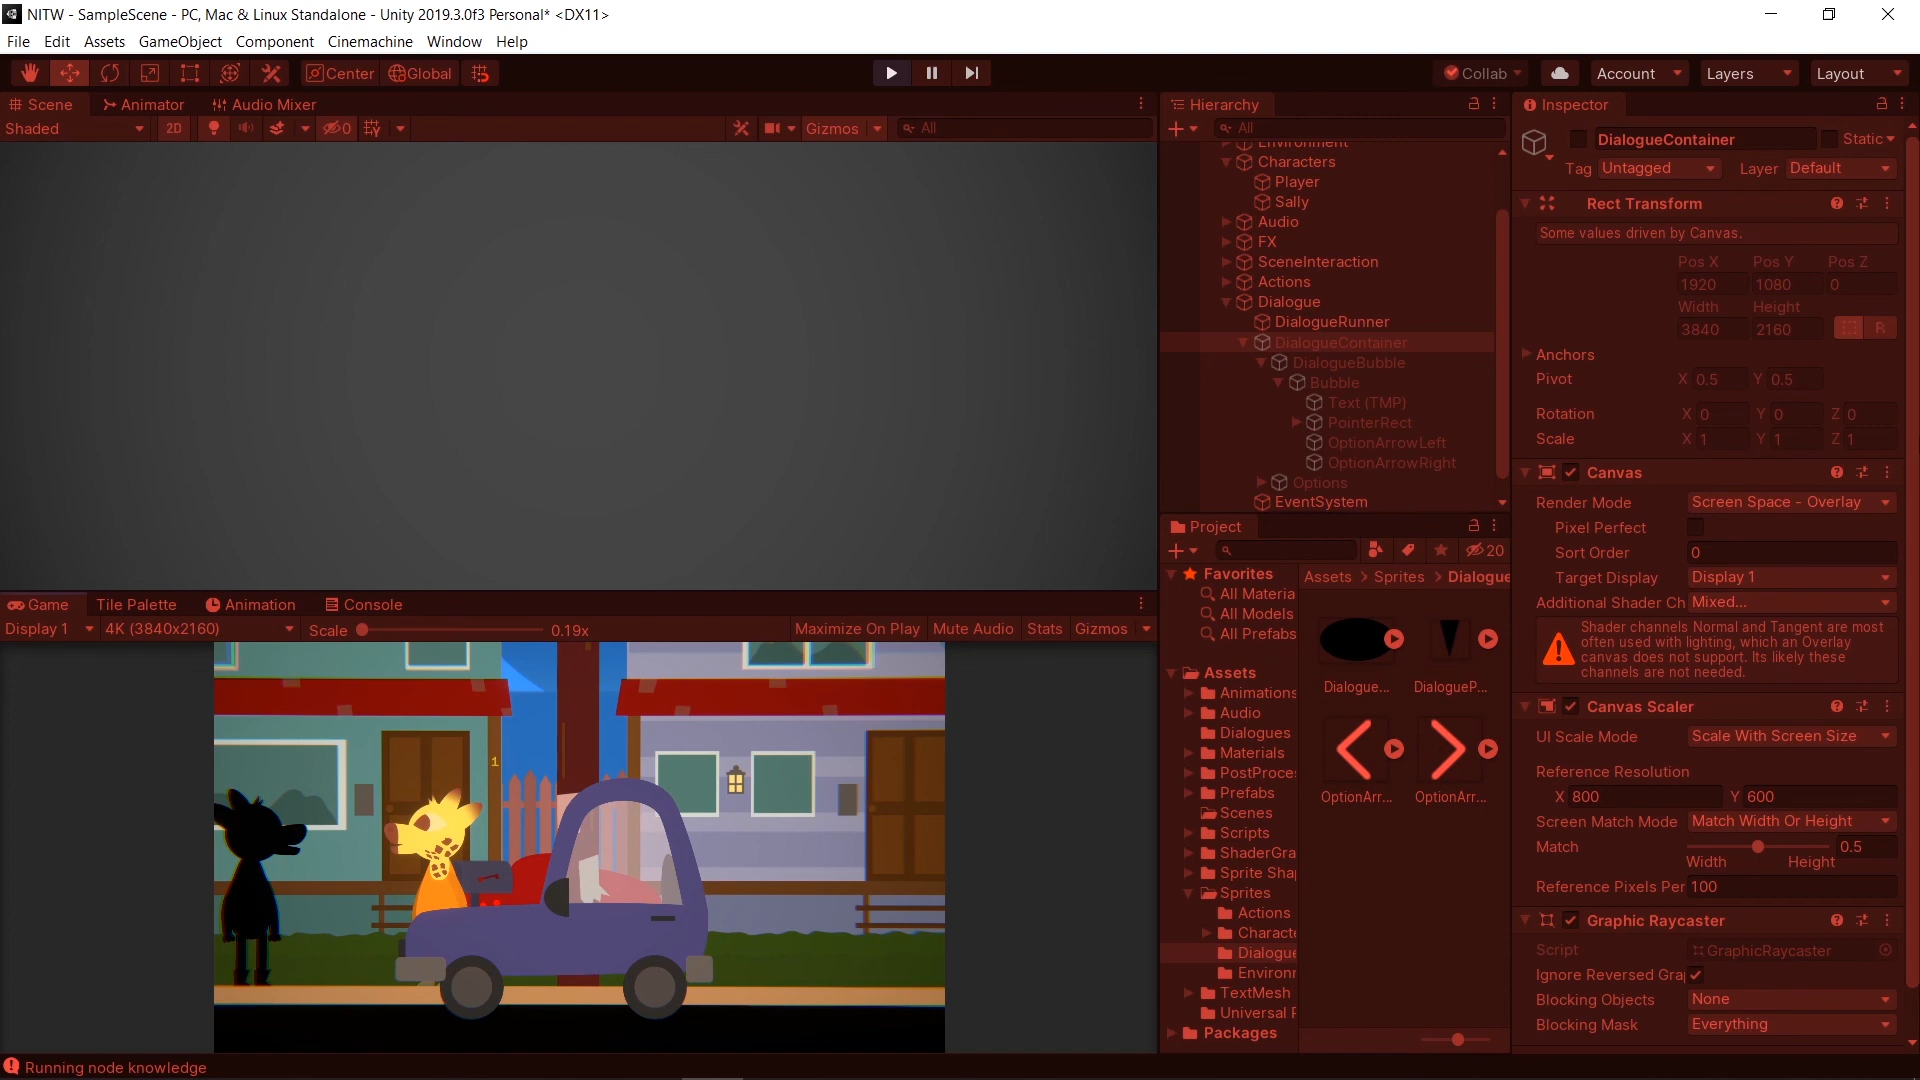 NITW - SampleScene - PC, Mac & Linux Standalone - Unity 2019.3.0f3 Personal* <DX11>
File Edit Assets GameObject Component Cinemachine Window Help
Center Global Collab Account Layers Layout
Scene Animator Audio Mixer
Shaded 2D 0 Gizmos All
Hierarchy
All
Environment
Characters
Player
Sally
Audio
FX
SceneInteraction
Actions
Dialogue
DialogueRunner
DialogueContainer
DialogueBubble
Bubble
Text (TMP)
PointerRect
OptionArrowLeft
OptionArrowRight
Options
EventSystem
Inspector
DialogueContainer Static
Tag Untagged Layer Default
Rect Transform
Some values driven by Canvas.
Pos X Pos Y Pos Z
1920 1080 0
Width Height
3840 2160 R
Anchors
Pivot X 0.5 Y 0.5
Rotation X 0 Y 0 Z 0
Scale X 1 Y 1 Z 1
Canvas
Render Mode Screen Space - Overlay
Pixel Perfect
Sort Order 0
Target Display Display 1
Additional Shader Ch Mixed...
Shader channels Normal and Tangent are most
often used with lighting, which an Overlay
canvas does not support. Its likely these
channels are not needed.
Canvas Scaler
UI Scale Mode Scale With Screen Size
Reference Resolution
X 800 Y 600
Screen Match Mode Match Width Or Height
Match 0.5
Width Height
Reference Pixels Per 100
Graphic Raycaster
Script GraphicRaycaster
Ignore Reversed Gra
Blocking Objects None
Blocking Mask Everything
Project
20
Favorites
All Materia
All Models
All Prefabs
Assets
Animations
Audio
Dialogues
Materials
PostProce
Prefabs
Scenes
Scripts
ShaderGra
Sprite Sha
Sprites
Actions
Characte
Dialogue
Environr
TextMesh
Universal F
Packages
Assets > Sprites > Dialogue
Dialogue... DialogueP...
OptionArr... OptionArr...
Game Tile Palette Animation Console
Display 1 4K (3840x2160) Scale 0.19x Maximize On Play Mute Audio Stats Gizmos
1
Running node knowledge